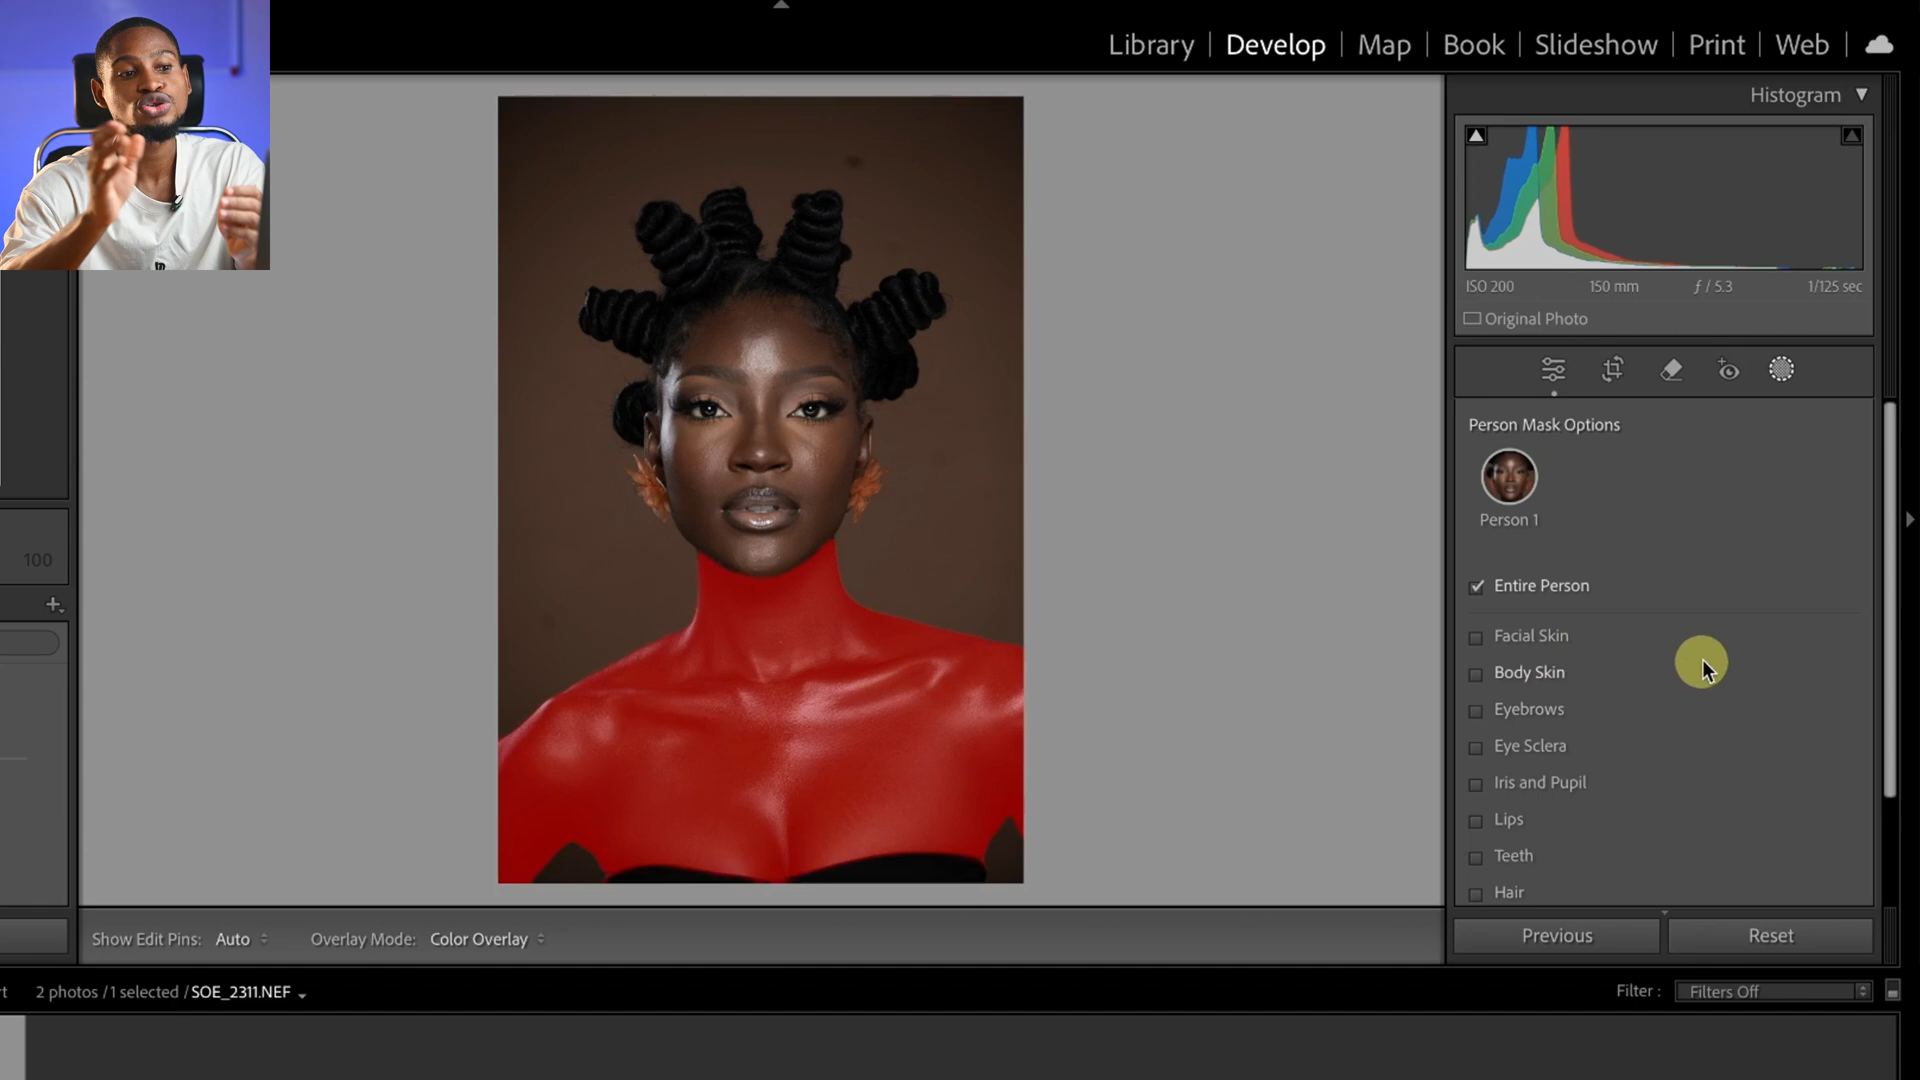 Library | Develop | Map | Book | Slideshow | Print | Web
Histogram
ISO 200 150 mm ƒ / 5.3 1/125 sec
Original Photo
Person Mask Options
Person 1
100
Entire Person
Facial Skin
Body Skin
Eyebrows
Eye Sclera
Iris and Pupil
Lips
Teeth
Hair
Show Edit Pins: Auto Overlay Mode: Color Overlay
Previous Reset
2 photos / 1 selected / SOE_2311.NEF
Filter : Filters Off